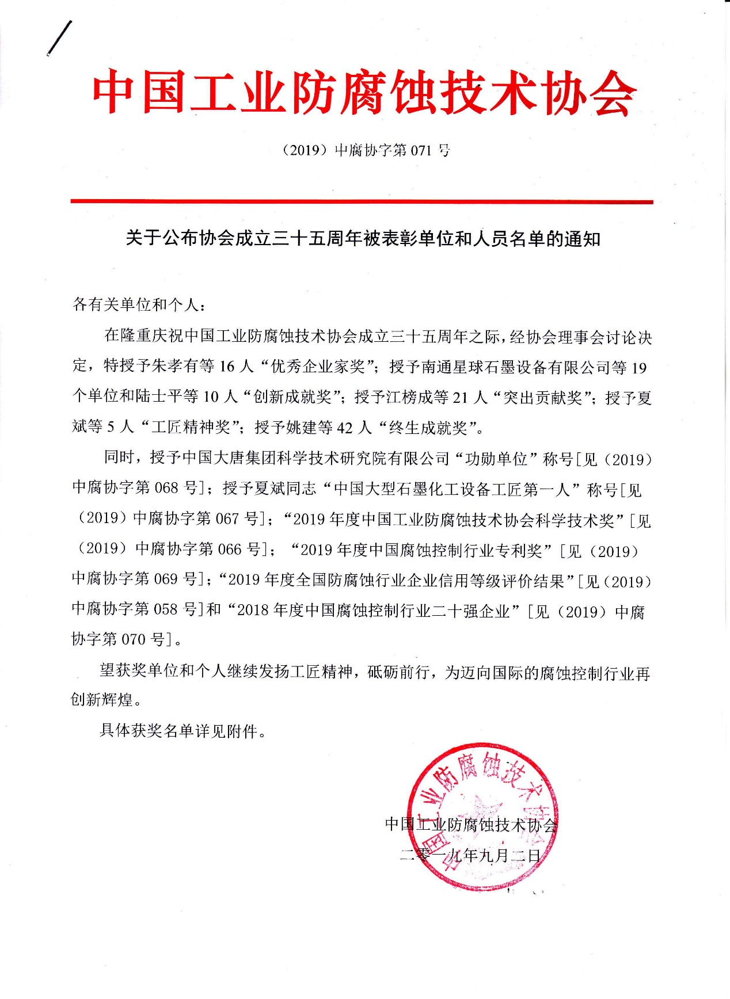 中国工业防腐蚀技术协会
（2019）中腐协字第 071 号
关于公布协会成立三十五周年被表彰单位和人员名单的通知
各有关单位和个人：
在隆重庆祝中国工业防腐蚀技术协会成立三十五周年之际，经协会理事会讨论决
定，特授予朱孝有等 16 人“优秀企业家奖”；授予南通星球石墨设备有限公司等 19
个单位和陆士平等 10 人“创新成就奖”；授予江榜成等 21 人“突出贡献奖”；授予夏
斌等 5 人“工匠精神奖”；授予姚建等 42 人“终生成就奖”。
同时，授予中国大唐集团科学技术研究院有限公司“功勋单位”称号[见（2019）
中腐协字第 068 号]；授予夏斌同志“中国大型石墨化工设备工匠第一人”称号[见
（2019）中腐协字第 067 号]；“2019 年度中国工业防腐蚀技术协会科学技术奖”[见
（2019）中腐协字第 066 号]；“2019 年度中国腐蚀控制行业专利奖”[见（2019）
中腐协字第 069 号]；“2019 年度全国防腐蚀行业企业信用等级评价结果”[见（2019）
中腐协字第 058 号]和“2018 年度中国腐蚀控制行业二十强企业”[见（2019）中腐
协字第 070 号]。
望获奖单位和个人继续发扬工匠精神，砥砺前行，为迈向国际的腐蚀控制行业再
创新辉煌。
具体获奖名单详见附件。
中国工业防腐蚀技术协会
中国工业防腐蚀技术协会
二零一九年九月二日